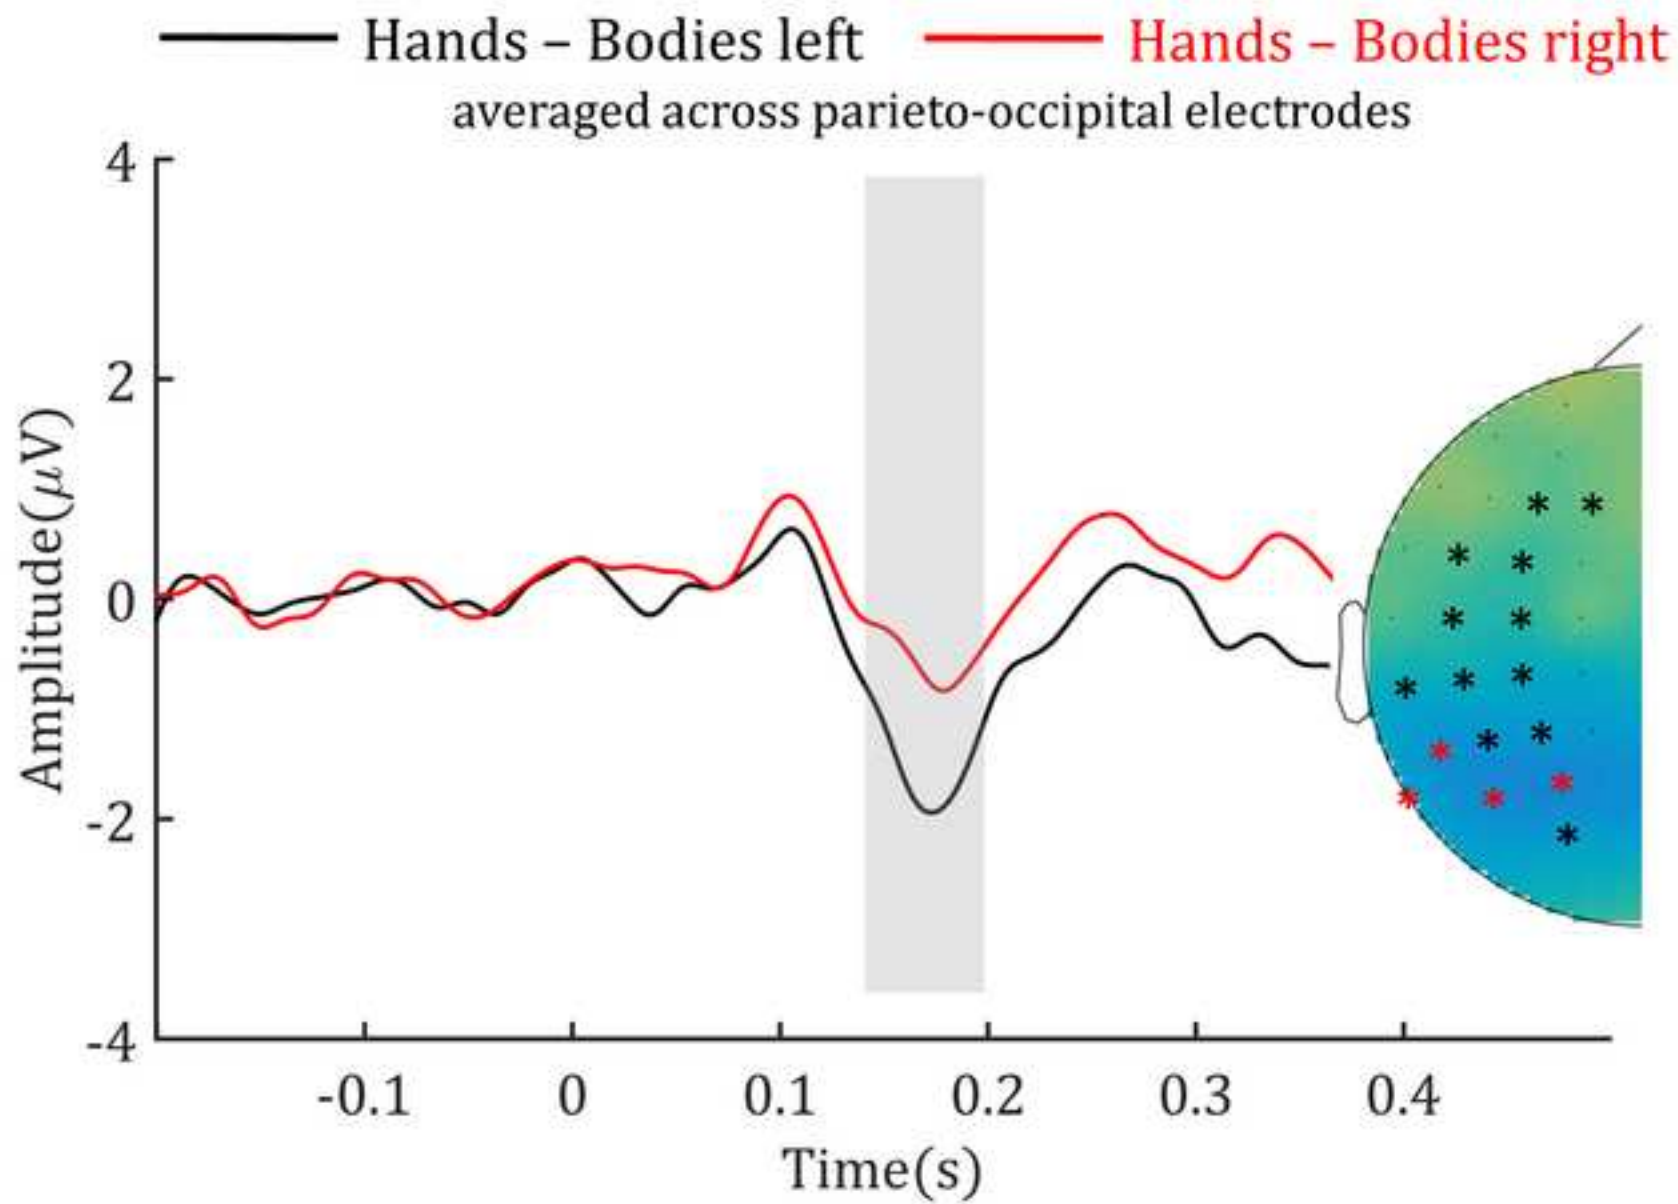 Hands – Bodies left
Hands – Bodies right
averaged across parieto-occipital electrodes
Amplitude(μV)
4
2
0
-2
-4
-0.1
0
0.1
0.2
0.3
0.4
Time(s)